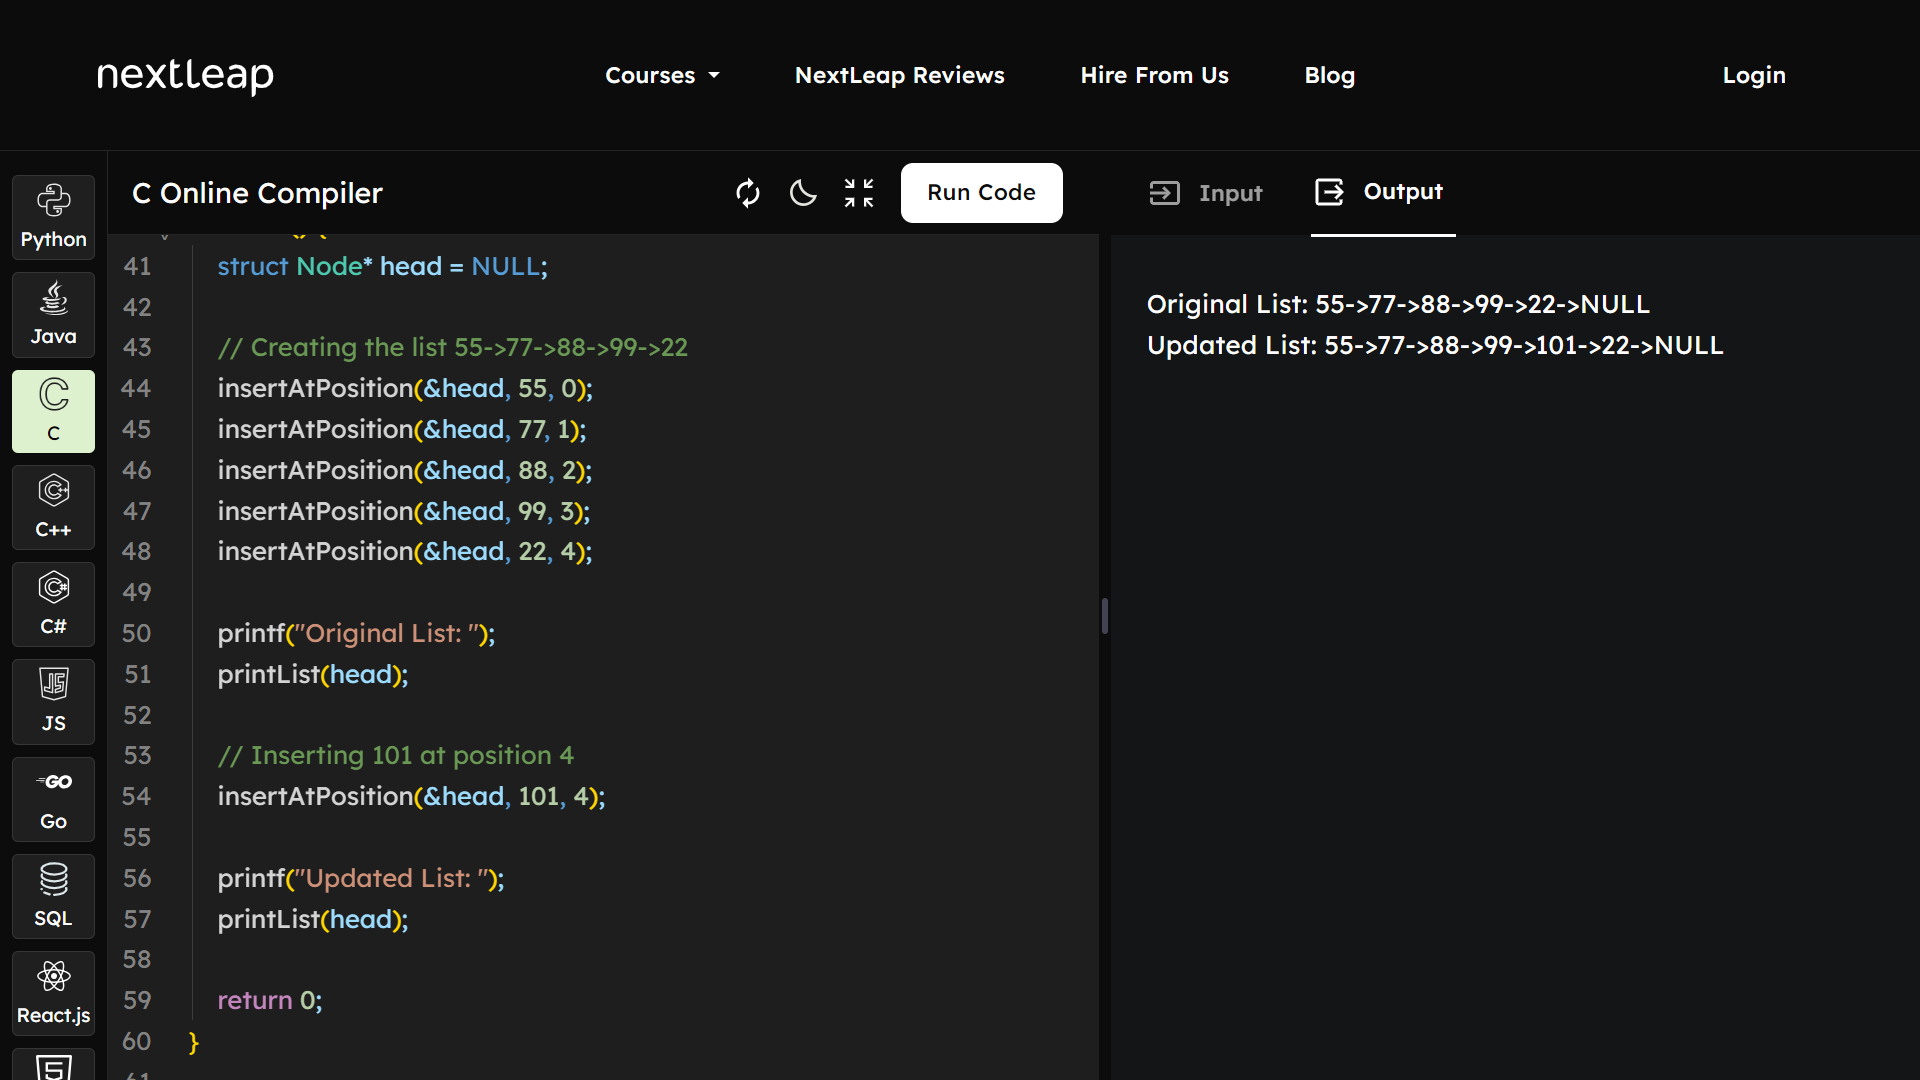 nextleap
Courses
NextLeap Reviews
Hire From Us
Blog
Login
Python
Java
C
C++
C#
JS
Go
SQL
React.js
C Online Compiler
Run Code
41 struct Node* head = NULL;
42
43 // Creating the list 55->77->88->99->22
44 insertAtPosition(&head, 55, 0);
45 insertAtPosition(&head, 77, 1);
46 insertAtPosition(&head, 88, 2);
47 insertAtPosition(&head, 99, 3);
48 insertAtPosition(&head, 22, 4);
49
50 printf("Original List: ");
51 printList(head);
52
53 // Inserting 101 at position 4
54 insertAtPosition(&head, 101, 4);
55
56 printf("Updated List: ");
57 printList(head);
58
59 return 0;
60 }
61
Input
Output
Original List: 55->77->88->99->22->NULL
Updated List: 55->77->88->99->101->22->NULL